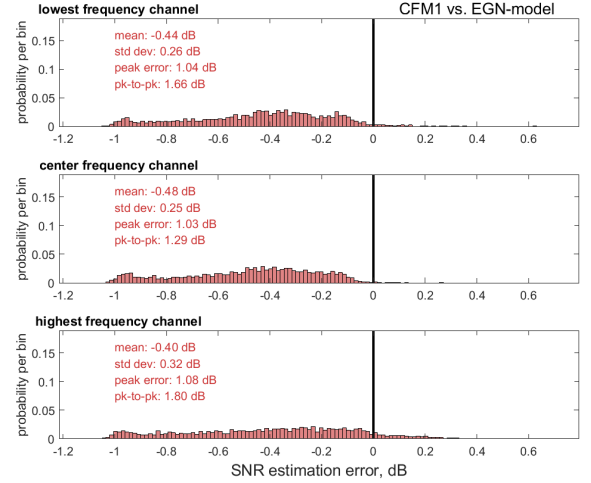 lowest frequency channel
CFM1 vs. EGN-model
probability per bin
0.15
0.1
0.05
0
mean: -0.44 dB
std dev: 0.26 dB
peak error: 1.04 dB
pk-to-pk: 1.66 dB
-1.2 -1 -0.8 -0.6 -0.4 -0.2 0 0.2 0.4 0.6
center frequency channel
probability per bin
0.15
0.1
0.05
0
mean: -0.48 dB
std dev: 0.25 dB
peak error: 1.03 dB
pk-to-pk: 1.29 dB
-1.2 -1 -0.8 -0.6 -0.4 -0.2 0 0.2 0.4 0.6
highest frequency channel
probability per bin
0.15
0.1
0.05
0
mean: -0.40 dB
std dev: 0.32 dB
peak error: 1.08 dB
pk-to-pk: 1.80 dB
-1.2 -1 -0.8 -0.6 -0.4 -0.2 0 0.2 0.4 0.6
SNR estimation error, dB